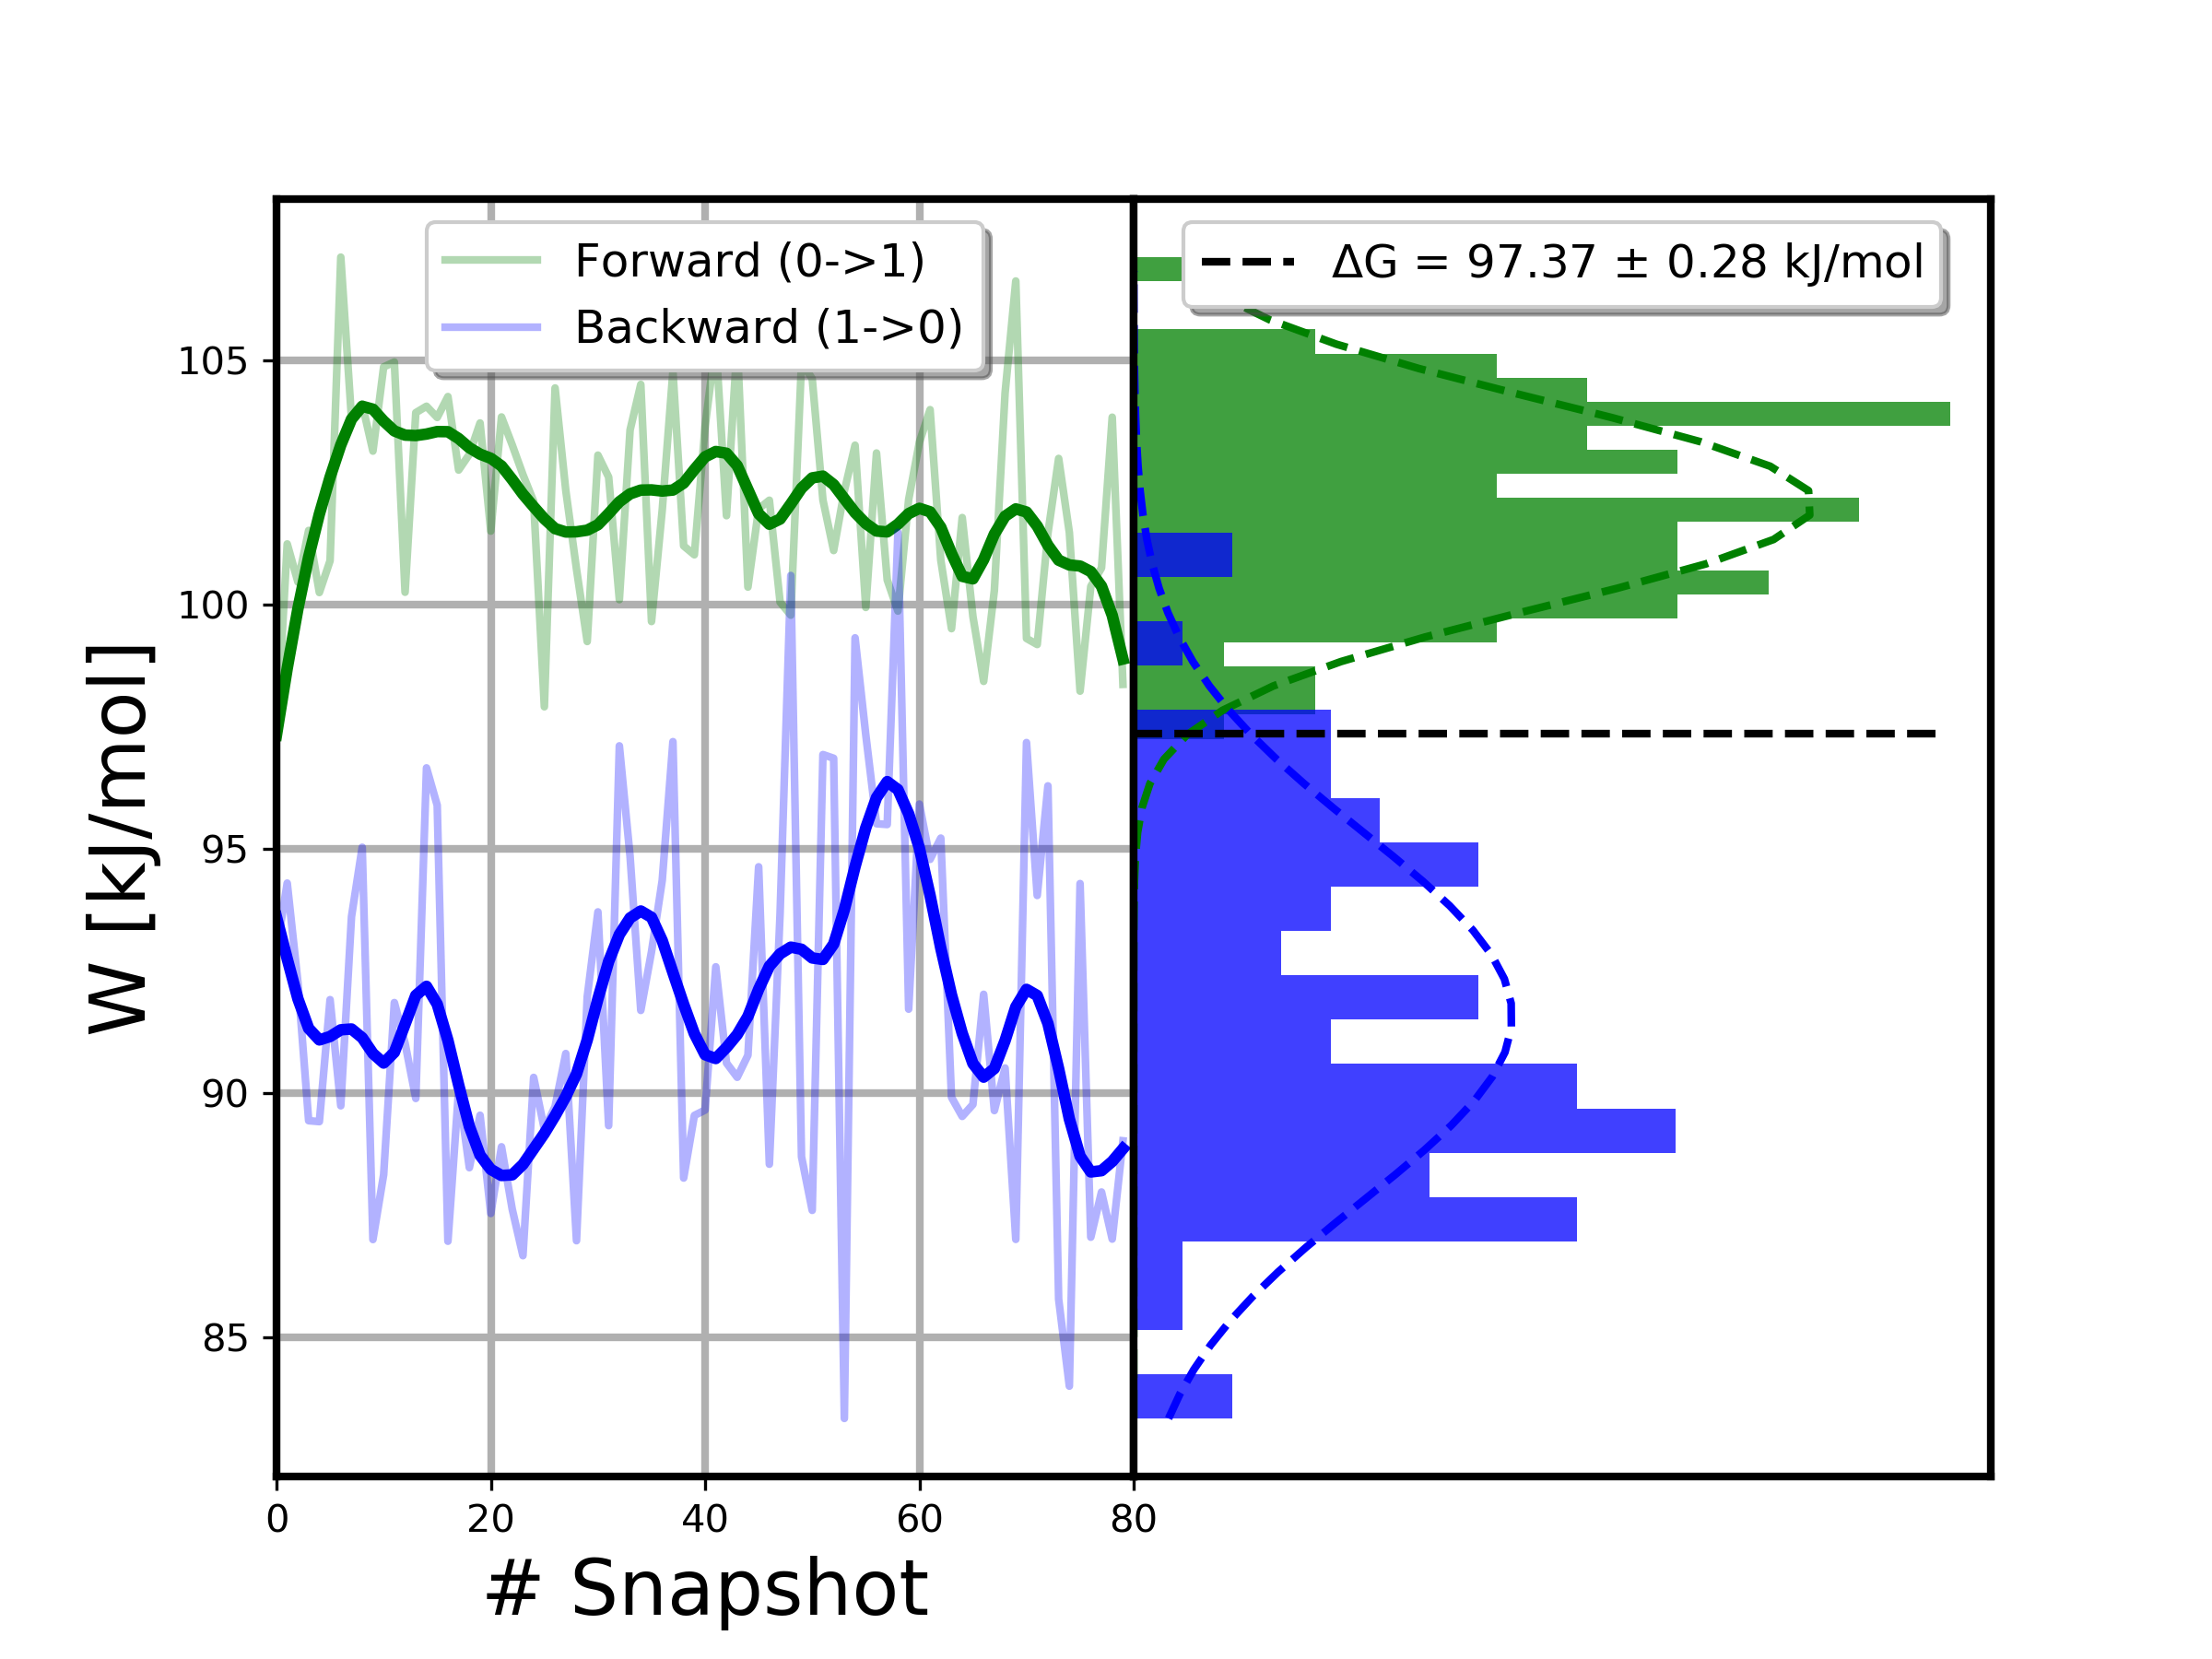 Forward (0->1)
Backward (1->0)
ΔG = 97.37 ± 0.28 kJ/mol
W [kJ/mol]
105
100
95
90
85
0 20 40 60 80
# Snapshot